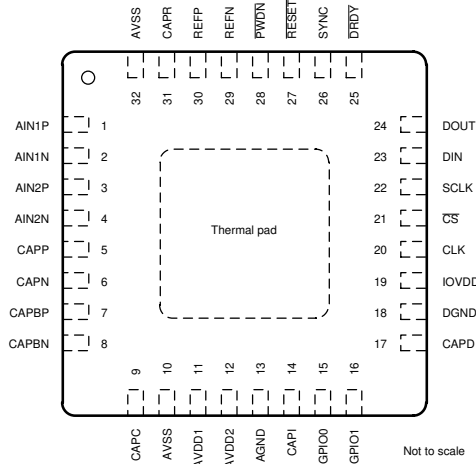 AVSS
CAPR
REFP
REFN
PWDN
RESET
SYNC
DRDY
32
31
30
29
28
27
26
25
AIN1P 1
AIN1N 2
AIN2P 3
AIN2N 4
CAPP 5
CAPN 6
CAPBP 7
CAPBN 8
Thermal pad
24 DOUT
23 DIN
22 SCLK
21 CS
20 CLK
19 IOVDD
18 DGND
17 CAPD
9
10
11
12
13
14
15
16
CAPC
AVSS
AVDD1
AVDD2
AGND
CAPI
GPIO0
GPIO1
Not to scale